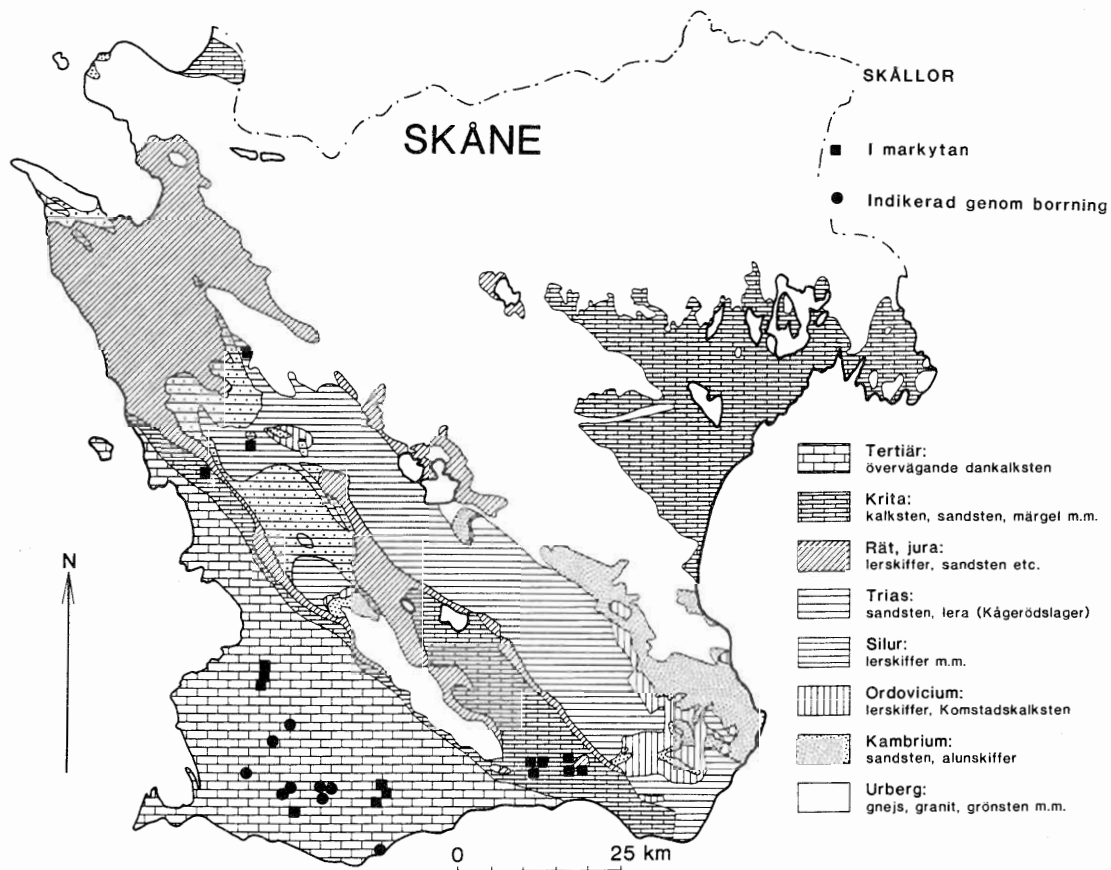 SKÅLLOR
SKÅNE
I markytan
Indikerad genom borrning
Tertiär:
övervägande dankalksten
Krita:
kalksten, sandsten, märgel m.m.
Rät, jura:
lerskiffer, sandsten etc.
Trias:
sandsten, lera (Kågerödslager)
Silur:
lerskiffer m.m.
Ordovicium:
lerskiffer, Komstadskalksten
Kambrium:
sandsten, alunskiffer
Urberg:
gnejs, granit, grönsten m.m.
N
0 25 km